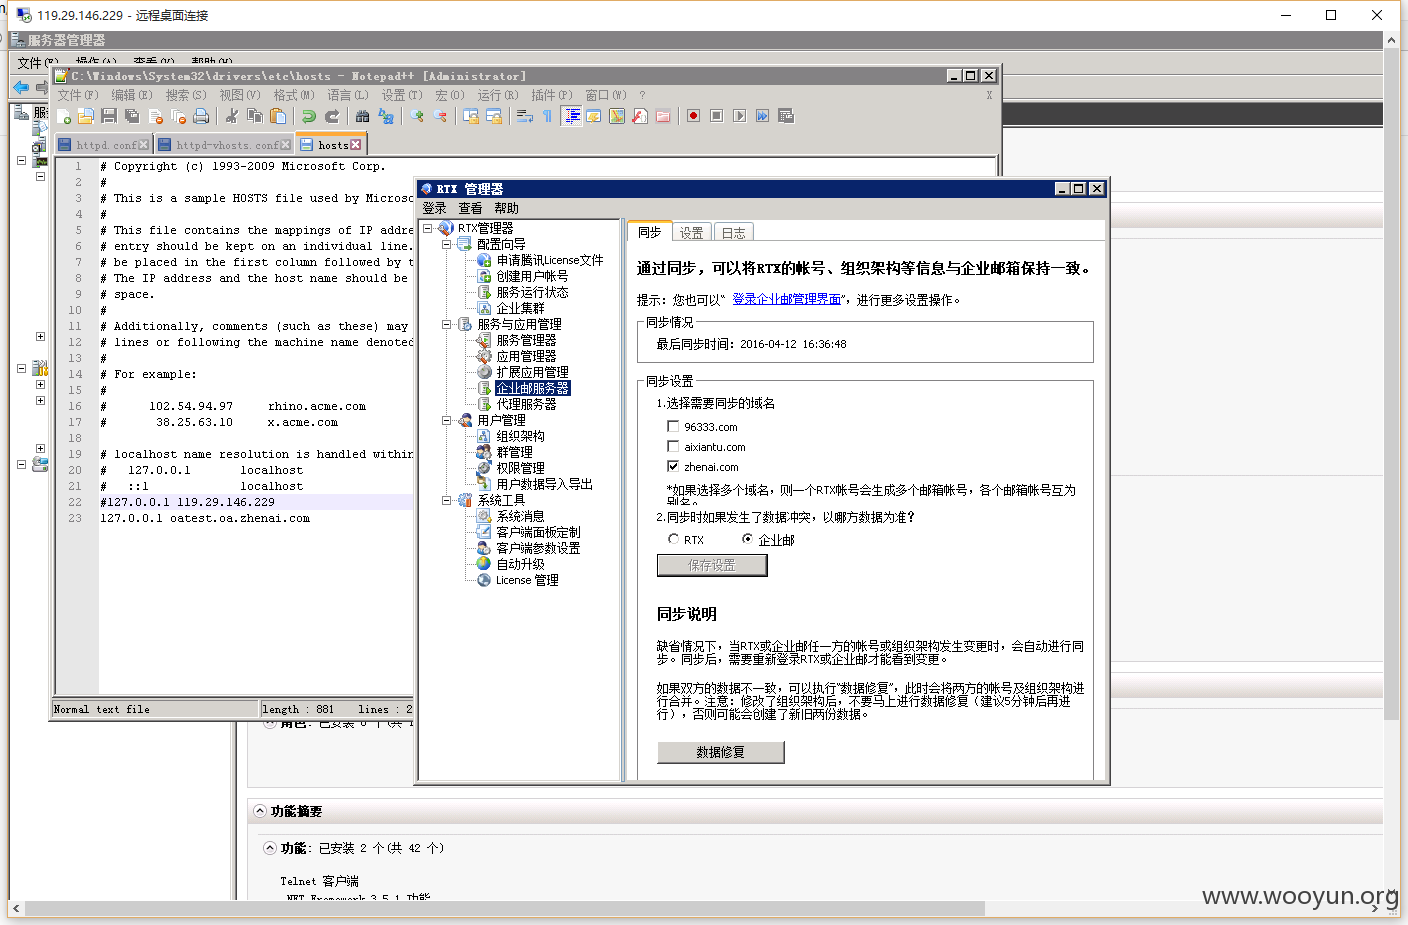 119.29.146.229 - 远程桌面连接
服务器管理器
C:\Windows\System32\drivers\etc\hosts - Notepad++ [Administrator]
文件(F) 编辑(E) 搜索(S) 视图(V) 格式(M) 语言(L) 设置(T) 宏(O) 运行(R) 插件(P) 窗口(W) ? X
httpd.conf httpd-vhosts.conf hosts
1 # Copyright (c) 1993-2009 Microsoft Corp.
2 #
3 # This is a sample HOSTS file used by Microso
4 #
5 # This file contains the mappings of IP addre
6 # entry should be kept on an individual line.
7 # be placed in the first column followed by t
8 # The IP address and the host name should be
9 # space.
10 #
11 # Additionally, comments (such as these) may
12 # lines or following the machine name denoted
13 #
14 # For example:
15 #
16 # 102.54.94.97 rhino.acme.com
17 # 38.25.63.10 x.acme.com
18
19 # localhost name resolution is handled within
20 # 127.0.0.1 localhost
21 # ::1 localhost
22 #127.0.0.1 119.29.146.229
23 127.0.0.1 oatest.oa.zhenai.com
Normal text file length : 881 lines : 2
RTX 管理器
登录 查看 帮助
RTX管理器
配置向导
申请腾讯License文件
创建用户帐号
服务运行状态
企业集群
服务与应用管理
服务管理器
应用管理器
扩展应用管理
企业邮服务器
代理服务器
用户管理
组织架构
群管理
权限管理
用户数据导入导出
系统工具
系统消息
客户端面板定制
客户端参数设置
自动升级
License 管理
同步 设置 日志
通过同步，可以将RTX的帐号、组织架构等信息与企业邮箱保持一致。
提示：您也可以“登录企业邮管理界面”，进行更多设置操作。
同步情况
最后同步时间：2016-04-12 16:36:48
同步设置
1.选择需要同步的域名
96333.com
aixiantu.com
zhenai.com
*如果选择多个域名，则一个RTX帐号会生成多个邮箱帐号，各个邮箱帐号互为
别名。
2.同步时如果发生了数据冲突，以哪方数据为准？
RTX 企业邮
保存设置
同步说明
缺省情况下，当RTX或企业邮任一方的帐号或组织架构发生变更时，会自动进行同
步。同步后，需要重新登录RTX或企业邮才能看到变更。
如果双方的数据不一致，可以执行“数据修复”，此时会将两方的帐号及组织架构进
行合并。注意：修改了组织架构后，不要马上进行数据修复（建议5分钟后再进
行），否则可能会创建了新旧两份数据。
数据修复
功能摘要
功能： 已安装 2 个(共 42 个)
Telnet 客户端
.NET Framework 3.5.1 功能
www.wooyun.org